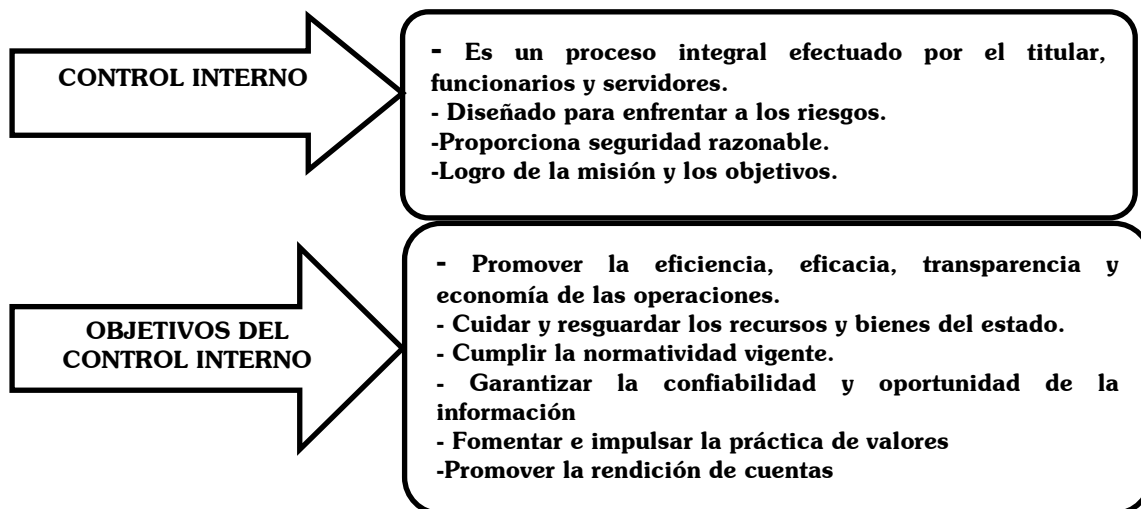 CONTROL INTERNO
- Es un proceso integral efectuado por el titular,
funcionarios y servidores.
- Diseñado para enfrentar a los riesgos.
-Proporciona seguridad razonable.
-Logro de la misión y los objetivos.
OBJETIVOS DEL
CONTROL INTERNO
- Promover la eficiencia, eficacia, transparencia y
economía de las operaciones.
- Cuidar y resguardar los recursos y bienes del estado.
- Cumplir la normatividad vigente.
- Garantizar la confiabilidad y oportunidad de la
información
- Fomentar e impulsar la práctica de valores
-Promover la rendición de cuentas